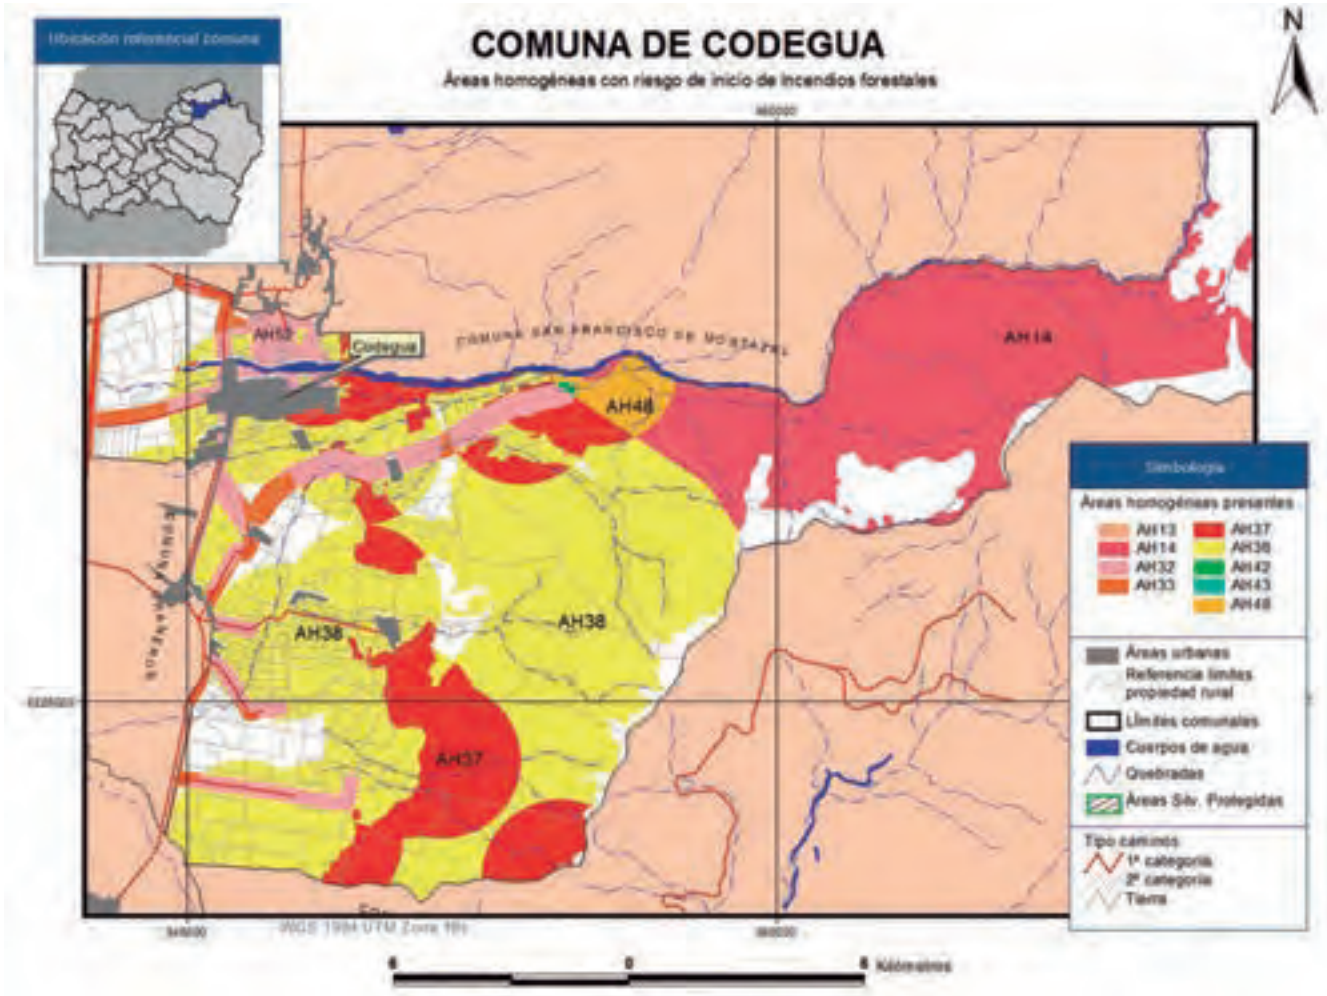 Ubicación referencial comuna
COMUNA DE CODEGUA
Áreas homogéneas con riesgo de inicio de incendios forestales
N
AH14
COMUNA SAN FRANCISCO DE MOSTAZAL
Codegua
AH48
AH38
AH38
AH37
WGS 1984 UTM Zona 19s
Simbología
Áreas homogéneas presentes
AH13
AH14
AH32
AH33
AH37
AH38
AH42
AH43
AH48
Áreas urbanas
Referencia límites
propiedad rural
Límites comunales
Cuerpos de agua
Quebradas
Áreas Silv. Protegidas
Tipo caminos
1ª categoría
2ª categoría
Tierra
0
Kilómetros